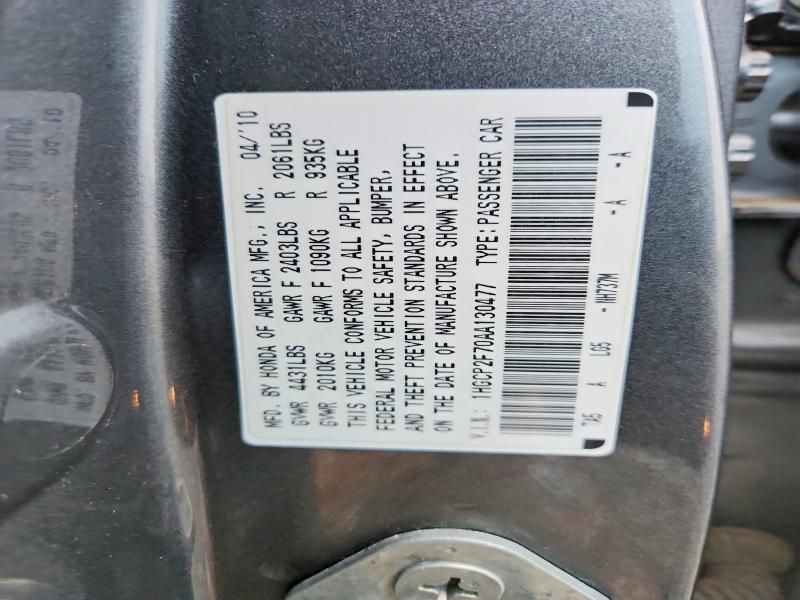 MFD. BY HONDA OF AMERICA MFG., INC. 04/'10
GVWR 4431LBS GAWR F 2403LBS R 2061LBS
GVWR 2010KG GAWR F 1090KG R 935KG
THIS VEHICLE CONFORMS TO ALL APPLICABLE
FEDERAL MOTOR VEHICLE SAFETY, BUMPER,
AND THEFT PREVENTION STANDARDS IN EFFECT
ON THE DATE OF MANUFACTURE SHOWN ABOVE.
V.I.N.: 1HGCP2F70AA130477 TYPE: PASSENGER CAR
TA5 A L05 - NH737M -A -A